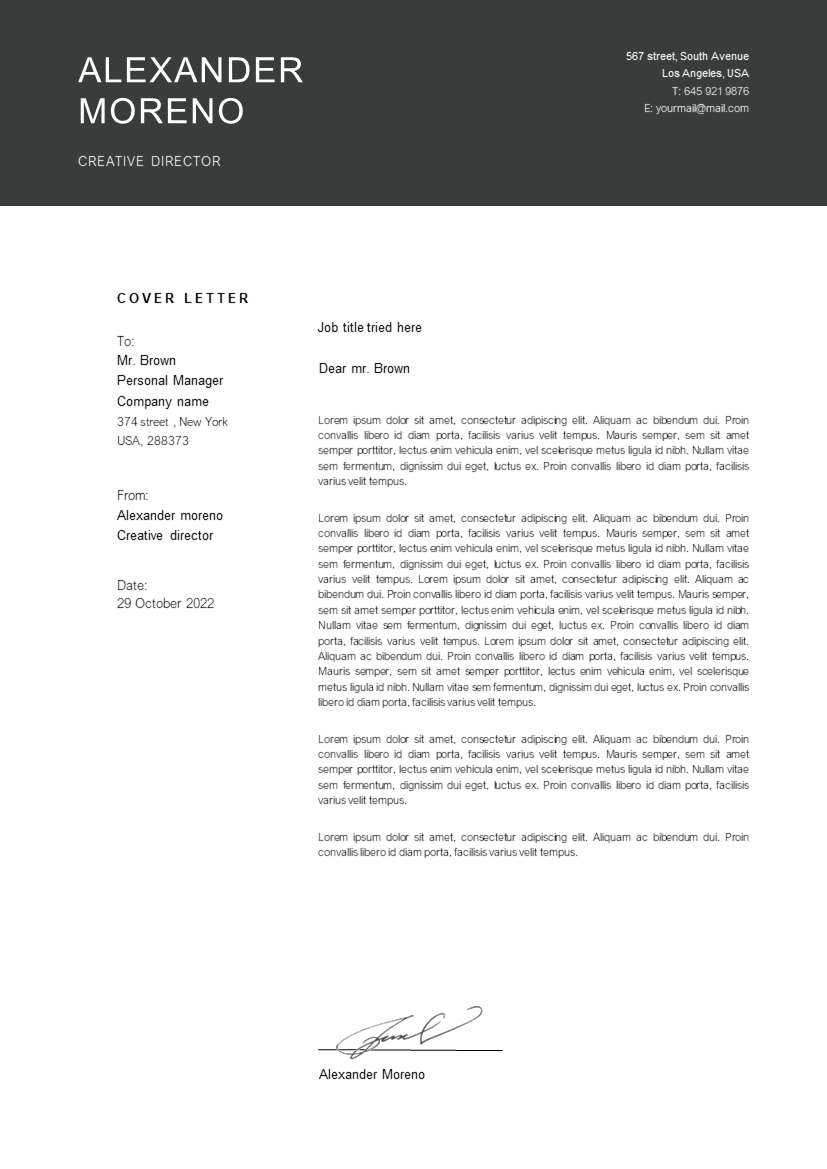 ALEXANDER
MORENO
CREATIVE DIRECTOR
567 street, South Avenue
Los Angeles, USA
T: 645 921 9876
E: yourmail@mail.com
COVER LETTER
To:
Mr. Brown
Personal Manager
Company name
374 street , New York
USA, 288373
From:
Alexander moreno
Creative director
Date:
29 October 2022
Job title tried here
Dear mr. Brown
Lorem ipsum dolor sit amet, consectetur adipiscing elit. Aliquam ac bibendum dui. Proin
convallis libero id diam porta, facilisis varius velit tempus. Mauris semper, sem sit amet
semper porttitor, lectus enim vehicula enim, vel scelerisque metus ligula id nibh. Nullam vitae
sem fermentum, dignissim dui eget, luctus ex. Proin convallis libero id diam porta, facilisis
varius velit tempus.
Lorem ipsum dolor sit amet, consectetur adipiscing elit. Aliquam ac bibendum dui. Proin
convallis libero id diam porta, facilisis varius velit tempus. Mauris semper, sem sit amet
semper porttitor, lectus enim vehicula enim, vel scelerisque metus ligula id nibh. Nullam vitae
sem fermentum, dignissim dui eget, luctus ex. Proin convallis libero id diam porta, facilisis
varius velit tempus. Lorem ipsum dolor sit amet, consectetur adipiscing elit. Aliquam ac
bibendum dui. Proin convallis libero id diam porta, facilisis varius velit tempus. Mauris semper,
sem sit amet semper porttitor, lectus enim vehicula enim, vel scelerisque metus ligula id nibh.
Nullam vitae sem fermentum, dignissim dui eget, luctus ex. Proin convallis libero id diam
porta, facilisis varius velit tempus. Lorem ipsum dolor sit amet, consectetur adipiscing elit.
Aliquam ac bibendum dui. Proin convallis libero id diam porta, facilisis varius velit tempus.
Mauris semper, sem sit amet semper porttitor, lectus enim vehicula enim, vel scelerisque
metus ligula id nibh. Nullam vitae sem fermentum, dignissim dui eget, luctus ex. Proin convallis
libero id diam porta, facilisis varius velit tempus.
Lorem ipsum dolor sit amet, consectetur adipiscing elit. Aliquam ac bibendum dui. Proin
convallis libero id diam porta, facilisis varius velit tempus. Mauris semper, sem sit amet
semper porttitor, lectus enim vehicula enim, vel scelerisque metus ligula id nibh. Nullam vitae
sem fermentum, dignissim dui eget, luctus ex. Proin convallis libero id diam porta, facilisis
varius velit tempus.
Lorem ipsum dolor sit amet, consectetur adipiscing elit. Aliquam ac bibendum dui. Proin
convallis libero id diam porta, facilisis varius velit tempus.
Alexander Moreno